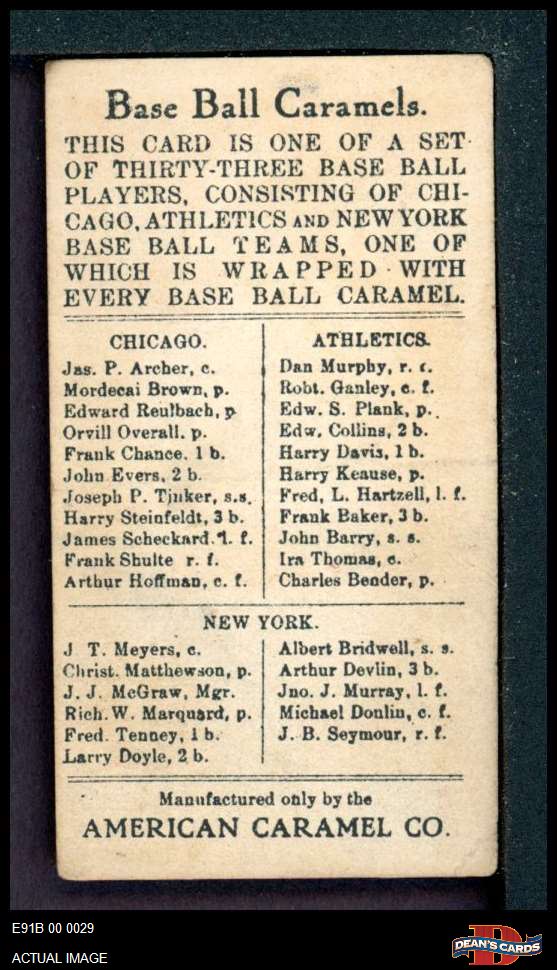 Base Ball Caramels.
THIS CARD IS ONE OF A SET
OF THIRTY-THREE BASE BALL
PLAYERS, CONSISTING OF CHI-
CAGO, ATHLETICS AND NEW YORK
BASE BALL TEAMS, ONE OF
WHICH IS WRAPPED WITH
EVERY BASE BALL CARAMEL.
CHICAGO.
Jas. P. Archer, c.
Mordecai Brown, p.
Edward Reulbach, p.
Orvill Overall. p.
Frank Chance. 1 b.
John Evers, 2 b.
Joseph P. Tinker, s.s.
Harry Steinfeldt, 3 b.
James Scheckard. l. f.
Frank Shulte r. f.
Arthur Hoffman, c. f.
ATHLETICS.
Dan Murphy, r. f.
Robt. Ganley, c. f.
Edw. S. Plank, p.
Edw. Collins, 2 b.
Harry Davis, 1 b.
Harry Keause, p.
Fred, L. Hartzell, l. f.
Frank Baker, 3 b.
John Barry, s. s.
Ira Thomas, c.
Charles Bender, p.
NEW YORK.
J T. Meyers, c.
Christ. Matthewson, p.
J. J. McGraw, Mgr.
Rich. W. Marquard, p.
Fred. Tenney, 1 b.
Larry Doyle, 2 b.
Albert Bridwell, s. s.
Arthur Devlin, 3 b.
Jno. J. Murray, l. f.
Michael Donlin, c. f.
J. B. Seymour, r. f.
Manufactured only by the
AMERICAN CARAMEL CO.
E91B 00 0029
ACTUAL IMAGE
DEAN'S CARDS